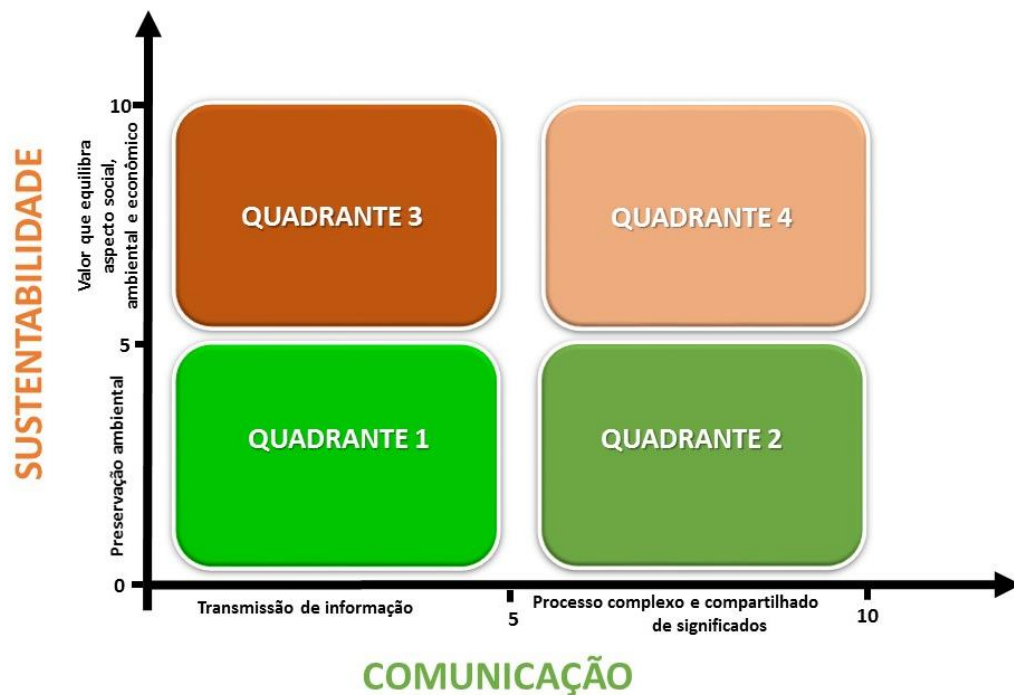 SUSTENTABILIDADE
10
Valor que equilibra
aspecto social,
ambiental e econômico
QUADRANTE 3
QUADRANTE 4
5
Preservação ambiental
QUADRANTE 1
QUADRANTE 2
0
Transmissão de informação
5
Processo complexo e compartilhado
de significados
10
COMUNICAÇÃO